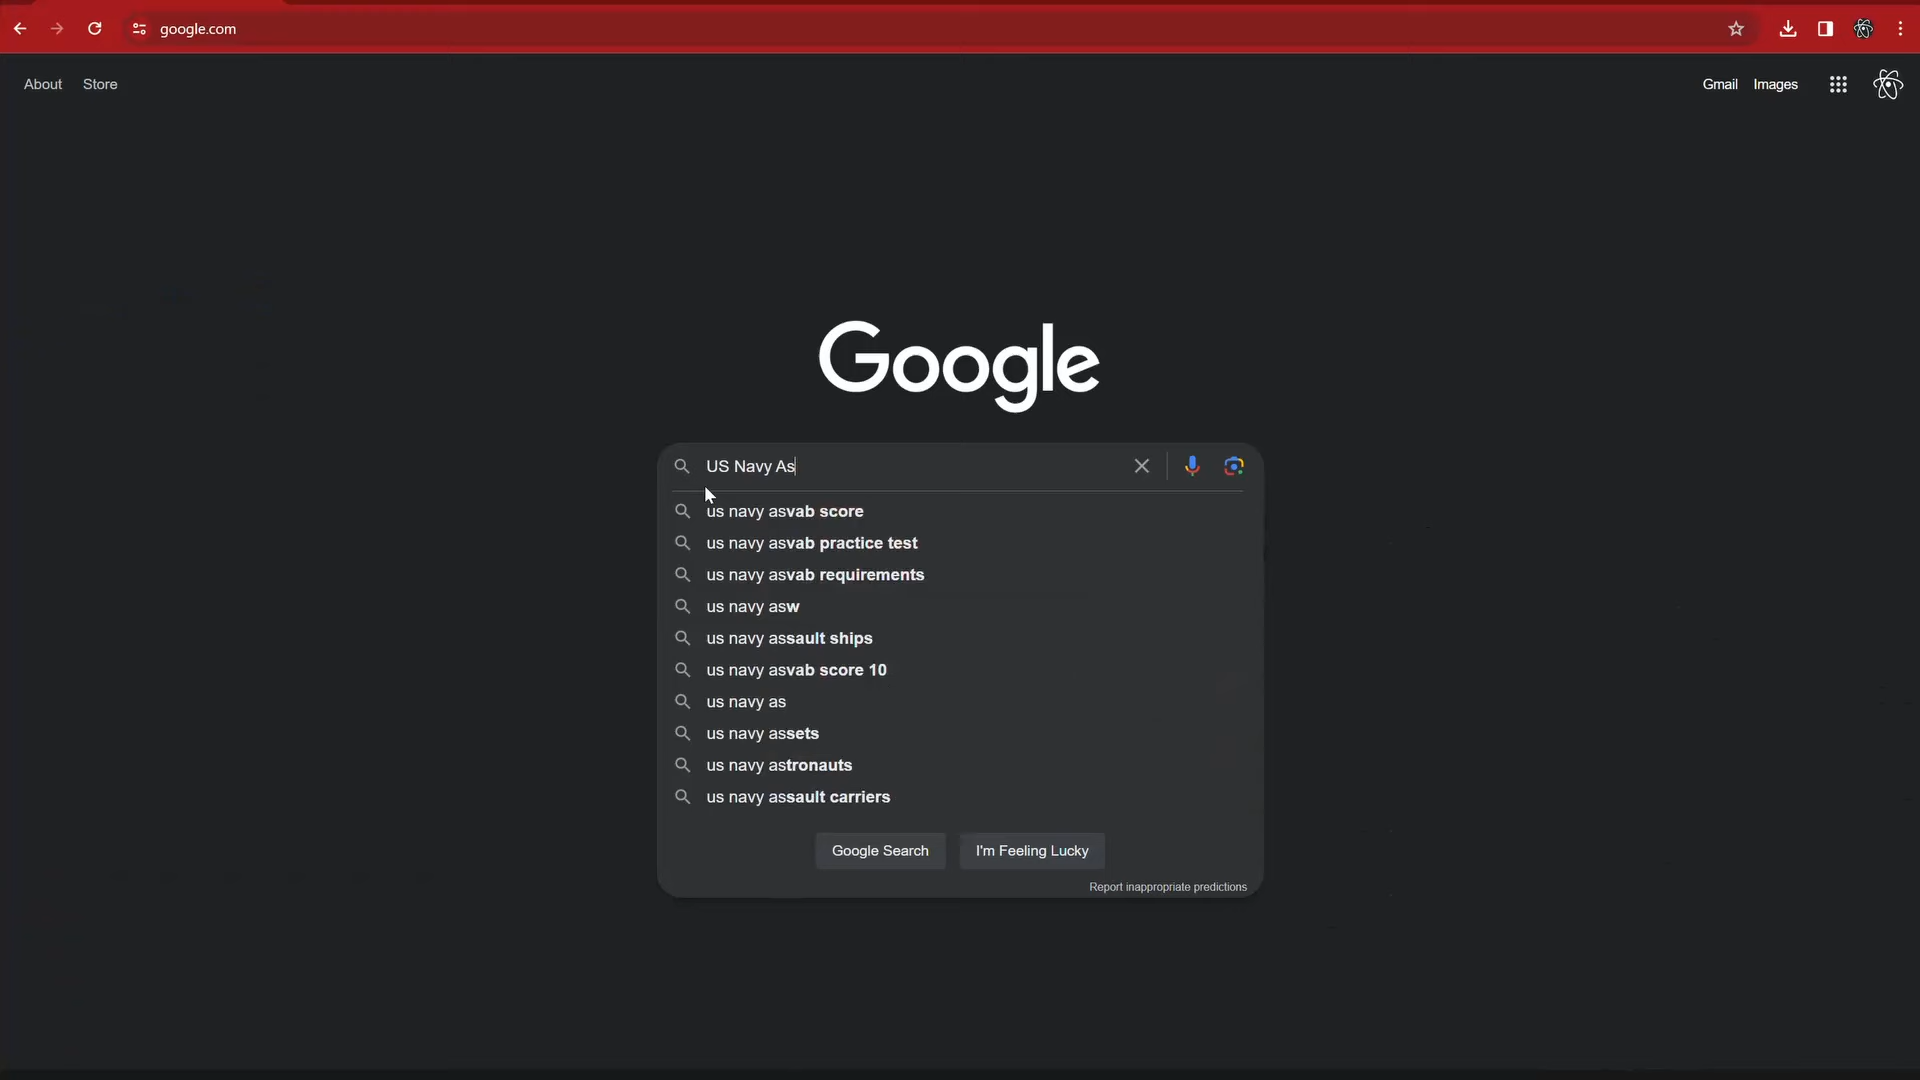 google.com
About Store
Gmail Images
Google
US Navy As
us navy asvab score
us navy asvab practice test
us navy asvab requirements
us navy asw
us navy assault ships
us navy asvab score 10
us navy as
us navy assets
us navy astronauts
us navy assault carriers
Google Search I'm Feeling Lucky
Report inappropriate predictions